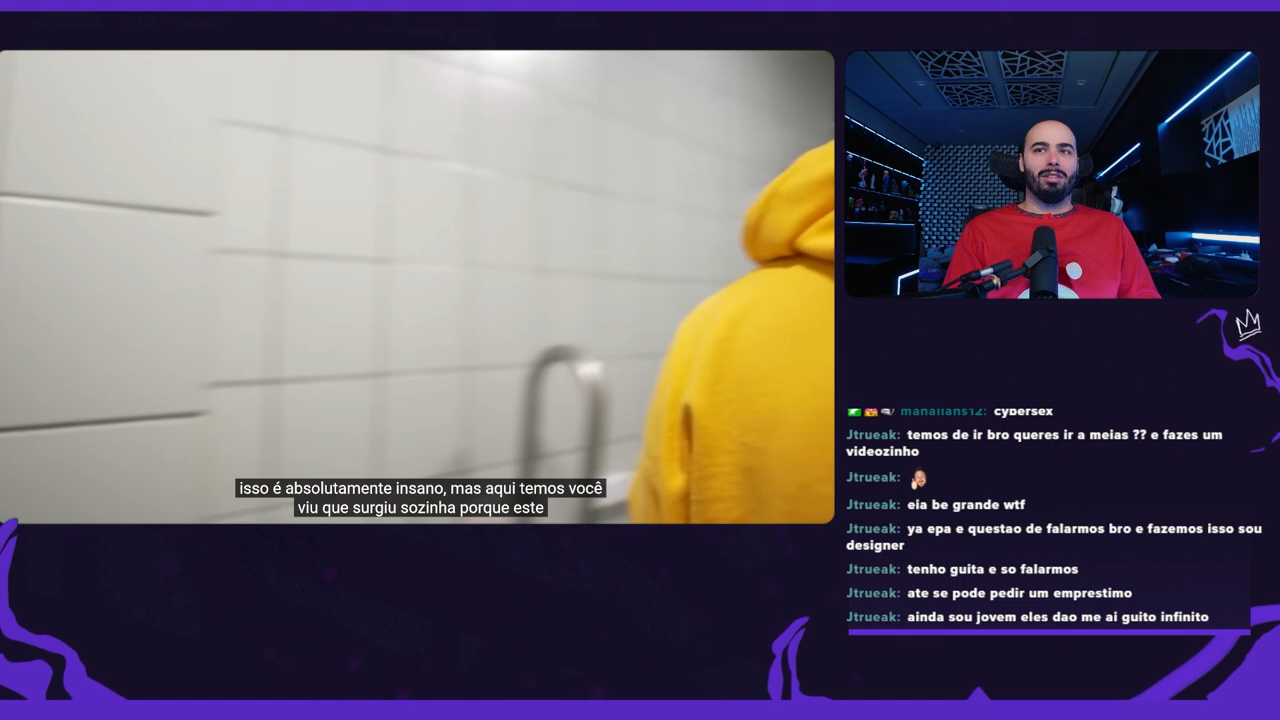 isso é absolutamente insano, mas aqui temos você
viu que surgiu sozinha porque este
manallans12: cybersex
Jtrueak: temos de ir bro queres ir a meias ?? e fazes um
videozinho
Jtrueak:
Jtrueak: eia be grande wtf
Jtrueak: ya epa e questao de falarmos bro e fazemos isso sou
designer
Jtrueak: tenho guita e so falarmos
Jtrueak: ate se pode pedir um emprestimo
Jtrueak: ainda sou jovem eles dao me ai guito infinito